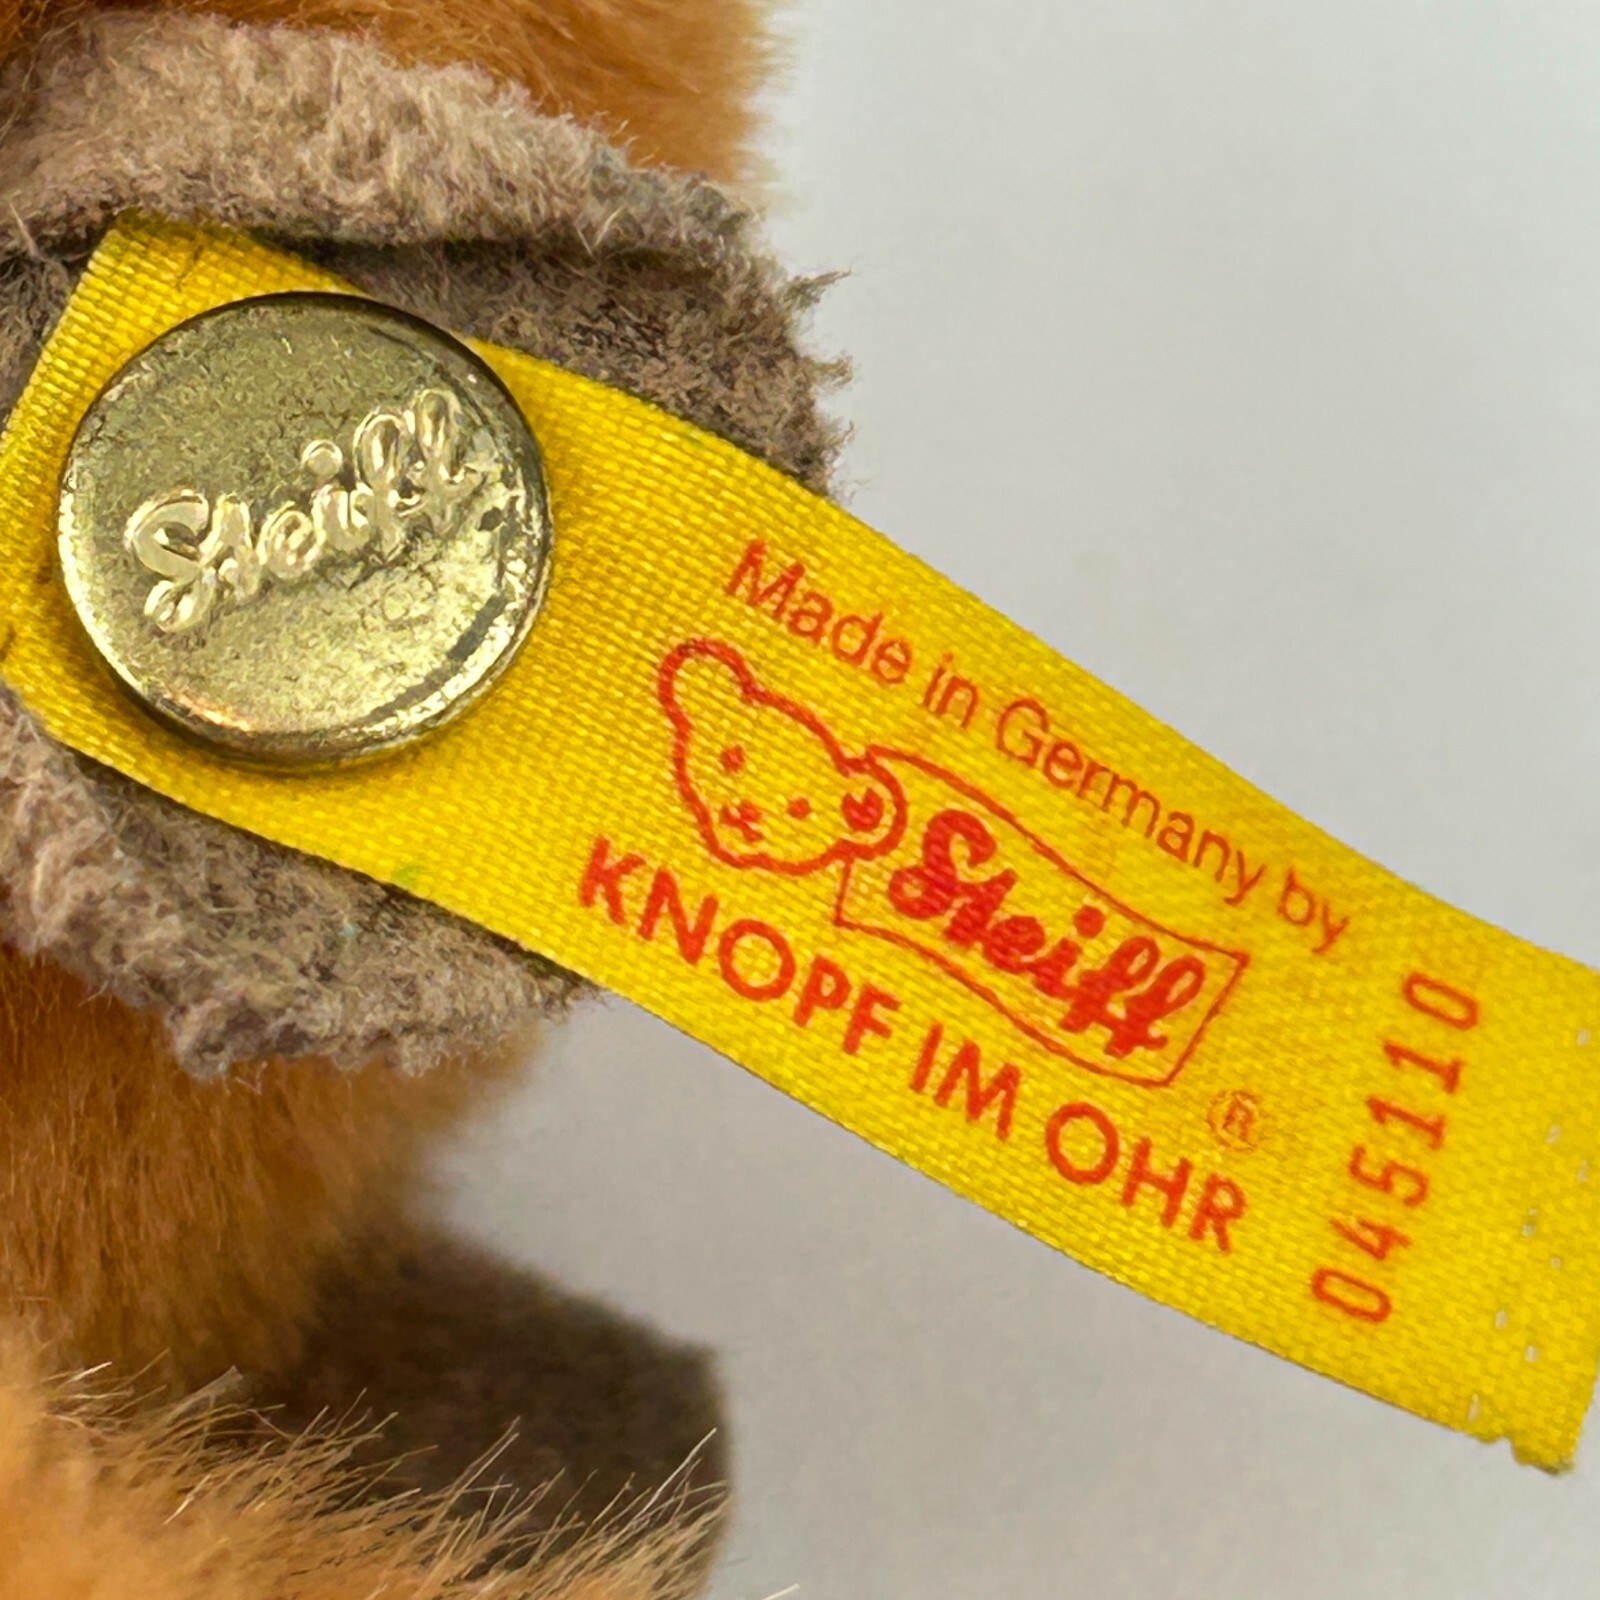 Steiff
Made in Germany by
Steiff
KNOPF IM OHR
®
045110